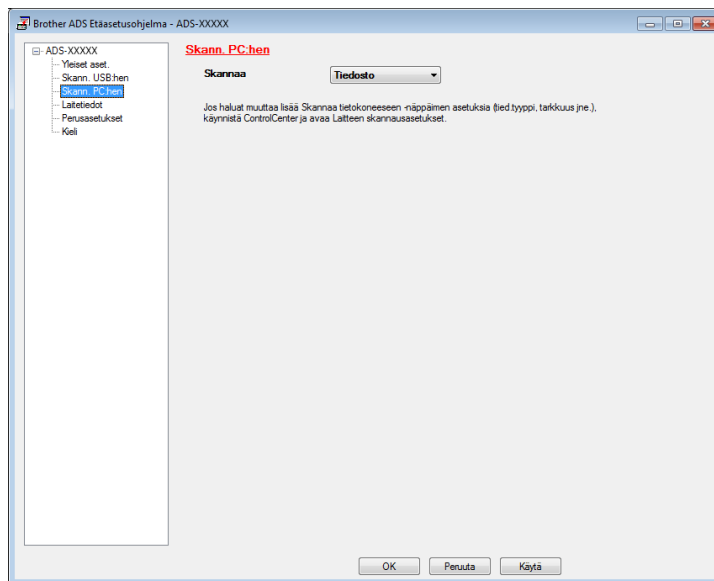 Brother ADS Etäasetusohjelma - ADS-XXXXX
ADS-XXXXX
Yleiset aset.
Skann. USB:hen
Skann. PC:hen
Laitetiedot
Perusasetukset
Kieli
Skann. PC:hen
Skannaa Tiedosto
Jos haluat muuttaa lisää Skannaa tietokoneeseen -näppäimen asetuksia (tied.tyyppi, tarkkuus jne.),
käynnistä ControlCenter ja avaa Laitteen skannausasetukset.
OK Peruuta Käytä